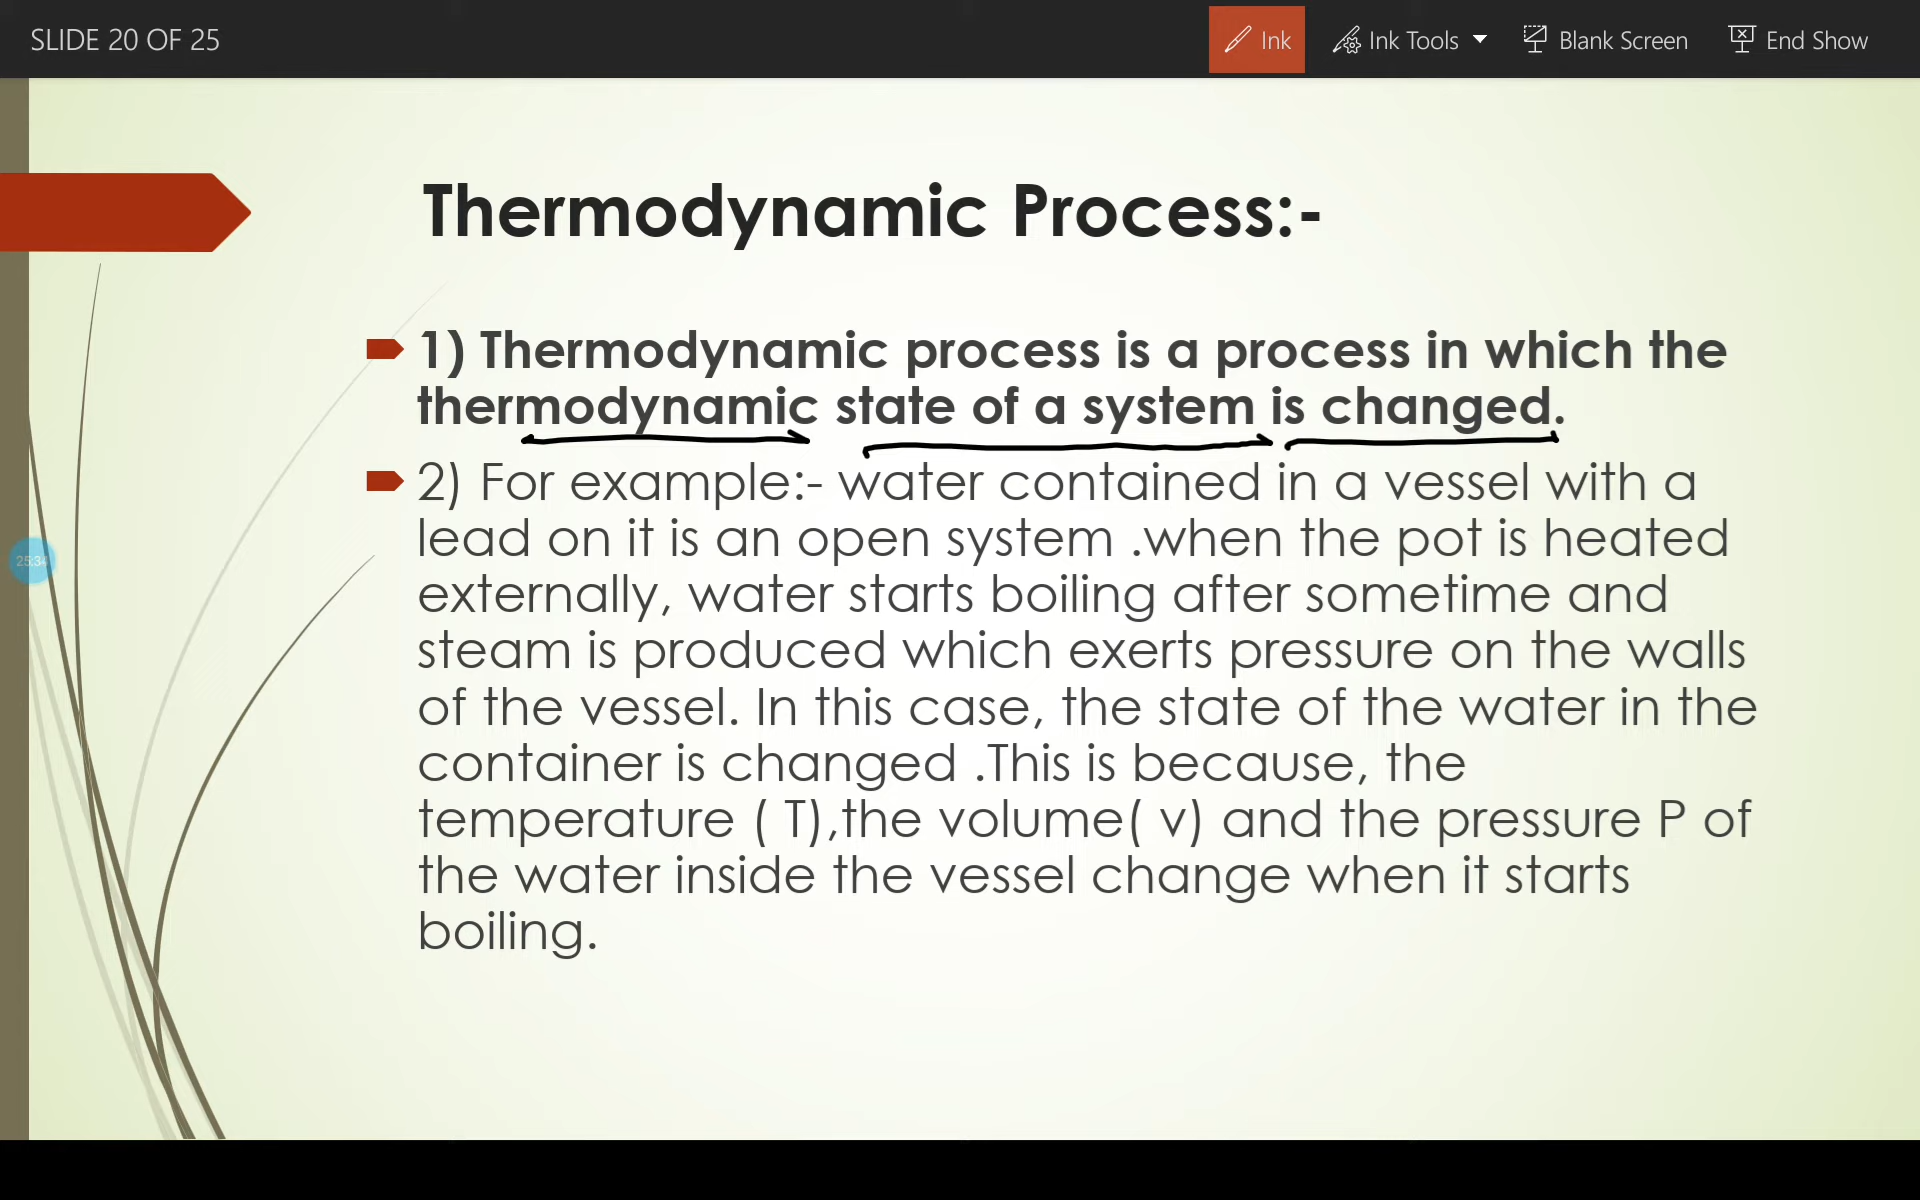 SLIDE 20 OF 25
Ink
Ink Tools
Blank Screen
End Show
Thermodynamic Process:-
1) Thermodynamic process is a process in which the
thermodynamic state of a system is changed.
2) For example:- water contained in a vessel with a
lead on it is an open system .when the pot is heated
externally, water starts boiling after sometime and
steam is produced which exerts pressure on the walls
of the vessel. In this case, the state of the water in the
container is changed .This is because, the
temperature ( T),the volume( v) and the pressure P of
the water inside the vessel change when it starts
boiling.
25:34